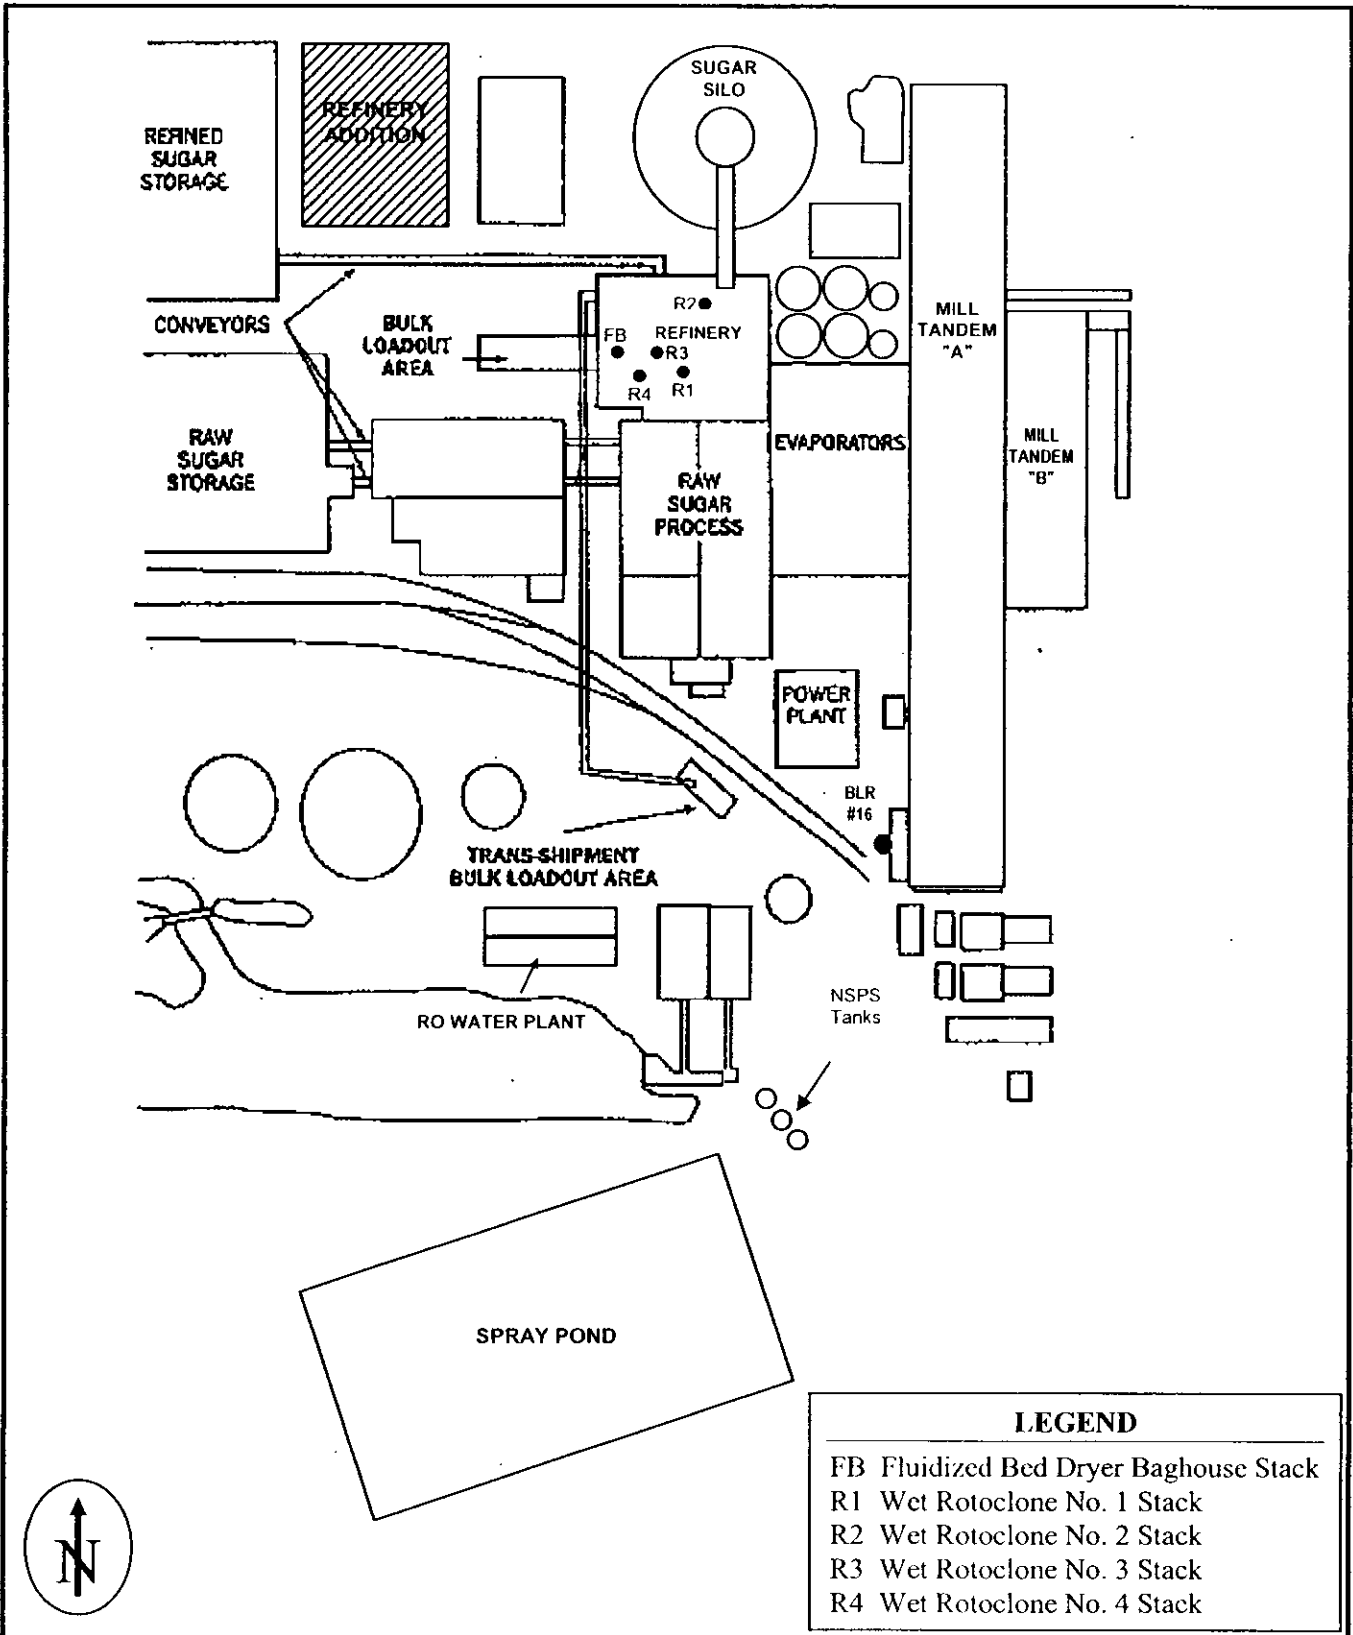 SUGAR
SILO
REFINERY
ADDITION
REFINED
SUGAR
STORAGE
CONVEYORS
BULK
LOADOUT
AREA
R2
REFINERY
FB
R3
R4
R1
MILL
TANDEM
"A"
RAW
SUGAR
STORAGE
RAW
SUGAR
PROCESS
EVAPORATORS
MILL
TANDEM
"B"
POWER
PLANT
BLR
#16
TRANS-SHIPMENT
BULK LOADOUT AREA
RO WATER PLANT
NSPS
Tanks
SPRAY POND
N
LEGEND
FB Fluidized Bed Dryer Baghouse Stack
R1 Wet Rotoclone No. 1 Stack
R2 Wet Rotoclone No. 2 Stack
R3 Wet Rotoclone No. 3 Stack
R4 Wet Rotoclone No. 4 Stack